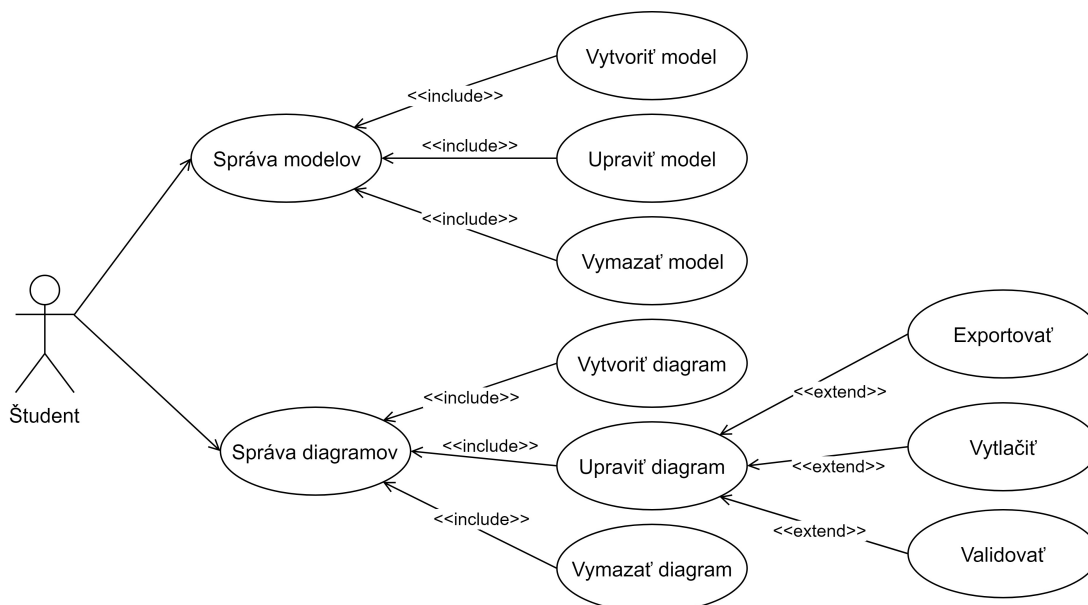 Vytvoriť model
<<include>>
Správa modelov
<<include>>
Upraviť model
<<include>>
Vymazať model
Študent
Vytvoriť diagram
<<include>>
Správa diagramov
<<include>>
Upraviť diagram
<<include>>
Vymazať diagram
Exportovať
<<extend>>
Vytlačiť
<<extend>>
Validovať
<<extend>>